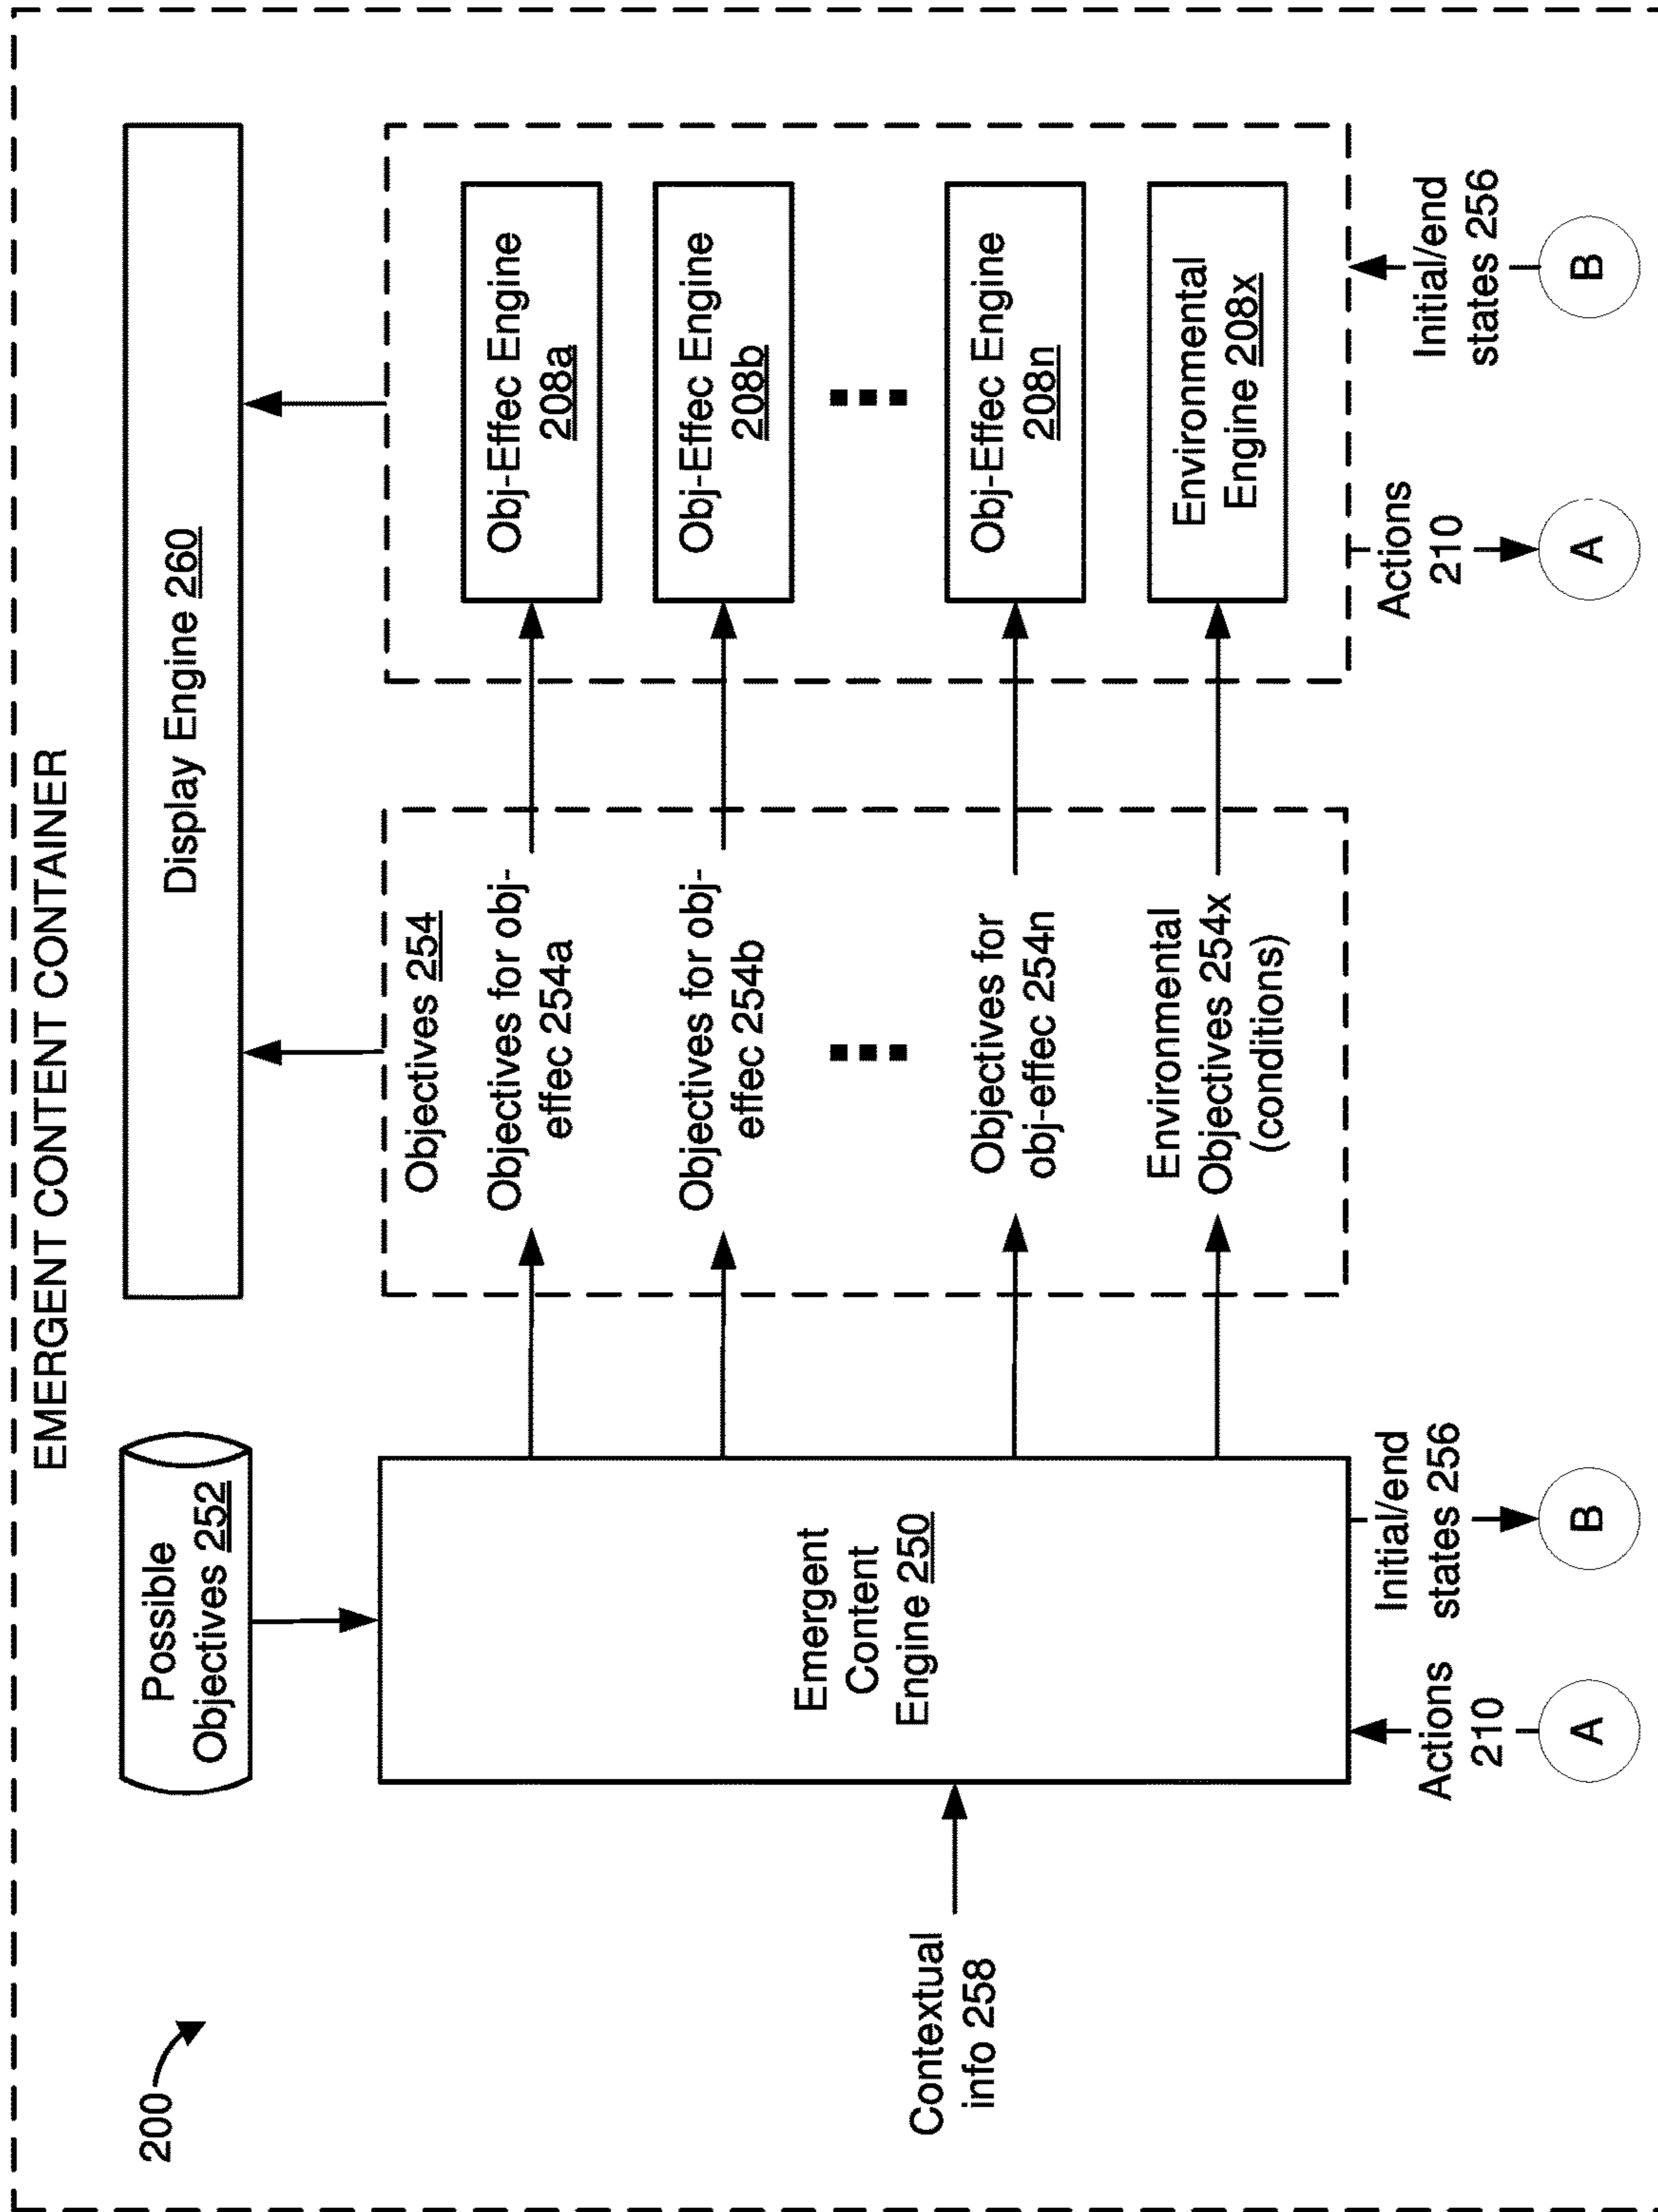 EMERGENT CONTENT CONTAINER
200
Possible
Objectives 252
Display Engine 260
Contextual
info 258
Emergent
Content
Engine 250
Objectives 254
Objectives for obj-
effec 254a
Objectives for obj-
effec 254b
Objectives for
obj-effec 254n
Environmental
Objectives 254x
(conditions)
Obj-Effec Engine
208a
Obj-Effec Engine
208b
Obj-Effec Engine
208n
Environmental
Engine 208x
Actions
210
A
Initial/end
states 256
B
Actions
210
A
Initial/end
states 256
B